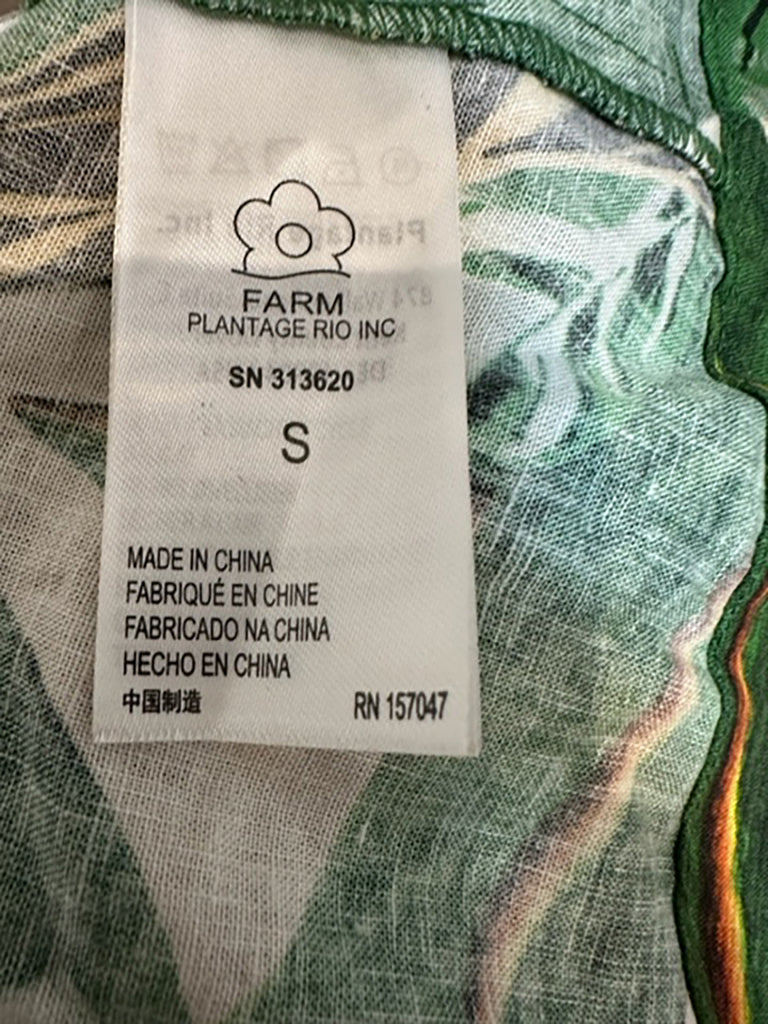 FARM
PLANTAGE RIO INC
SN 313620
S
MADE IN CHINA
FABRIQUÉ EN CHINE
FABRICADO NA CHINA
HECHO EN CHINA
中国制造
RN 157047